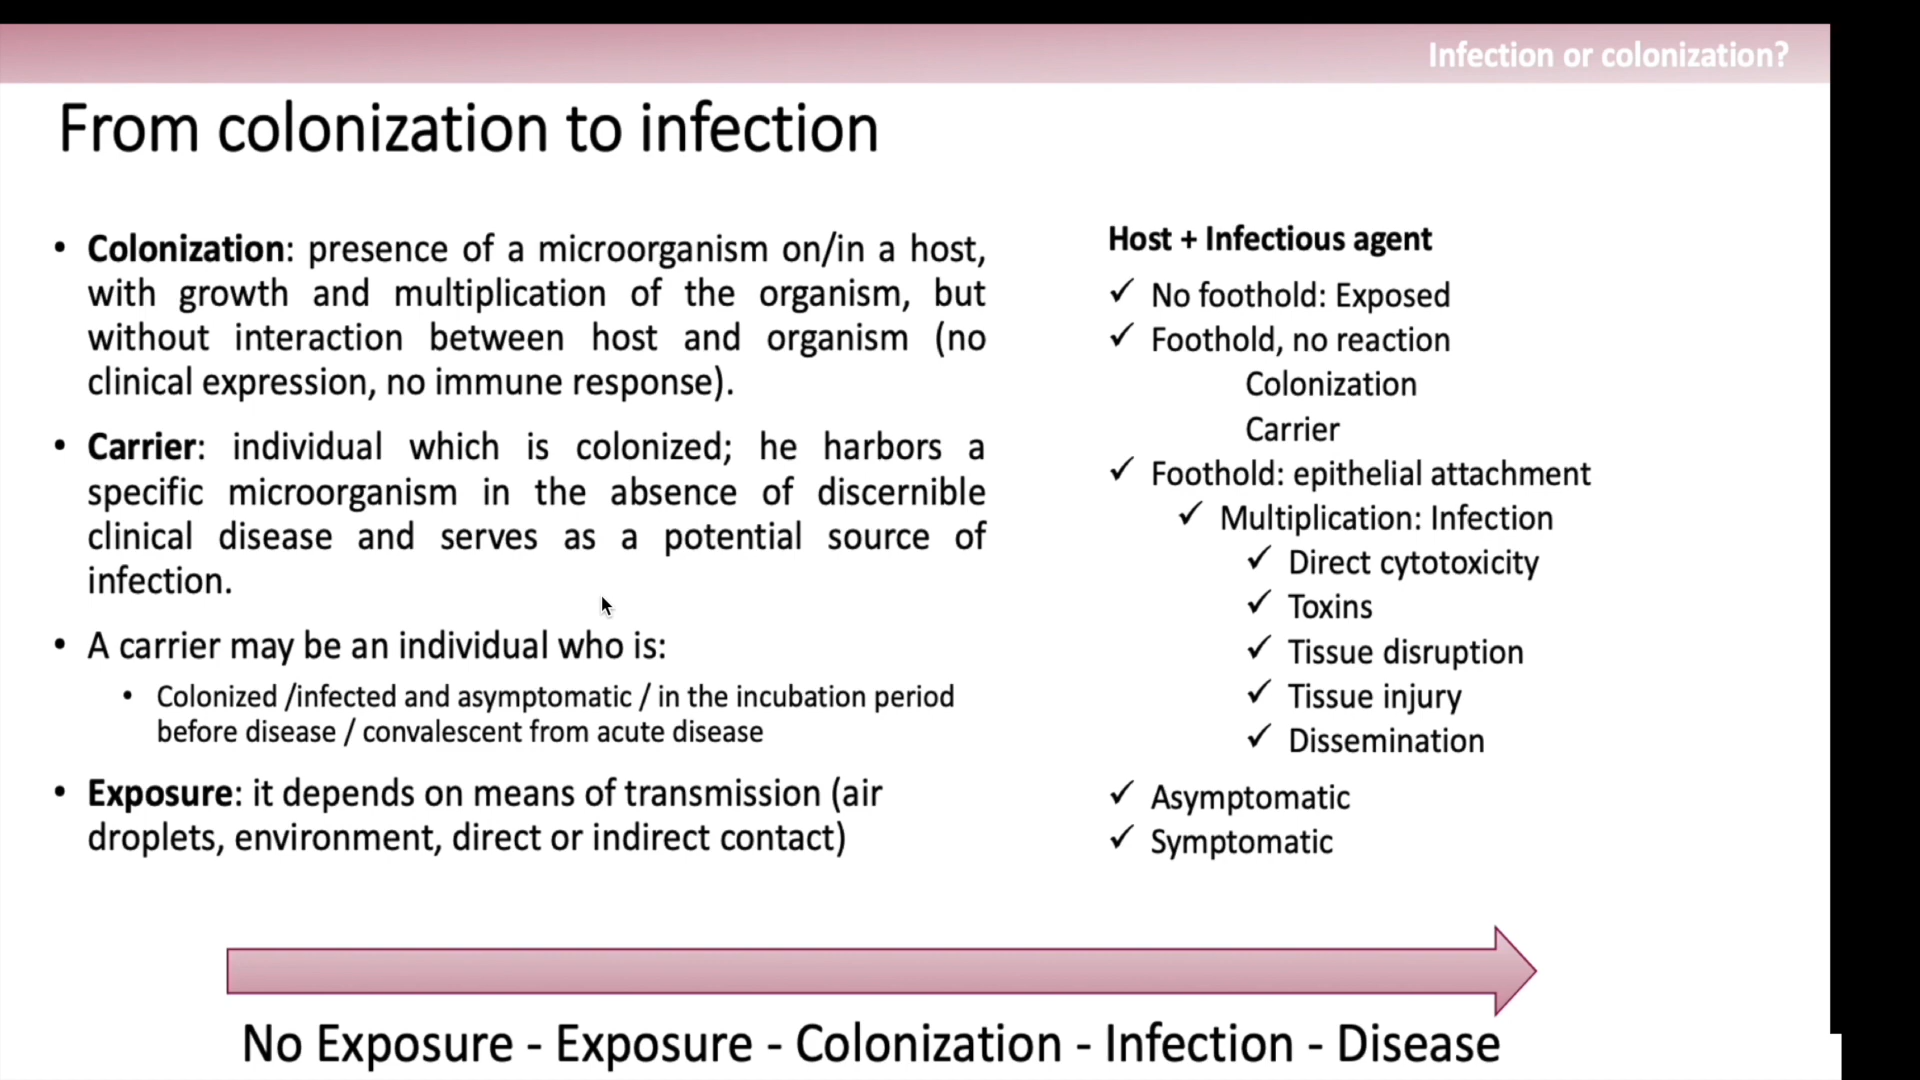 Infection or colonization?
From colonization to infection
• Colonization: presence of a microorganism on/in a host,
with growth and multiplication of the organism, but
without interaction between host and organism (no
clinical expression, no immune response).
• Carrier: individual which is colonized; he harbors a
specific microorganism in the absence of discernible
clinical disease and serves as a potential source of
infection.
• A carrier may be an individual who is:
• Colonized /infected and asymptomatic / in the incubation period
before disease / convalescent from acute disease
• Exposure: it depends on means of transmission (air
droplets, environment, direct or indirect contact)
Host + Infectious agent
✓ No foothold: Exposed
✓ Foothold, no reaction
Colonization
Carrier
✓ Foothold: epithelial attachment
✓ Multiplication: Infection
✓ Direct cytotoxicity
✓ Toxins
✓ Tissue disruption
✓ Tissue injury
✓ Dissemination
✓ Asymptomatic
✓ Symptomatic
No Exposure - Exposure - Colonization - Infection - Disease